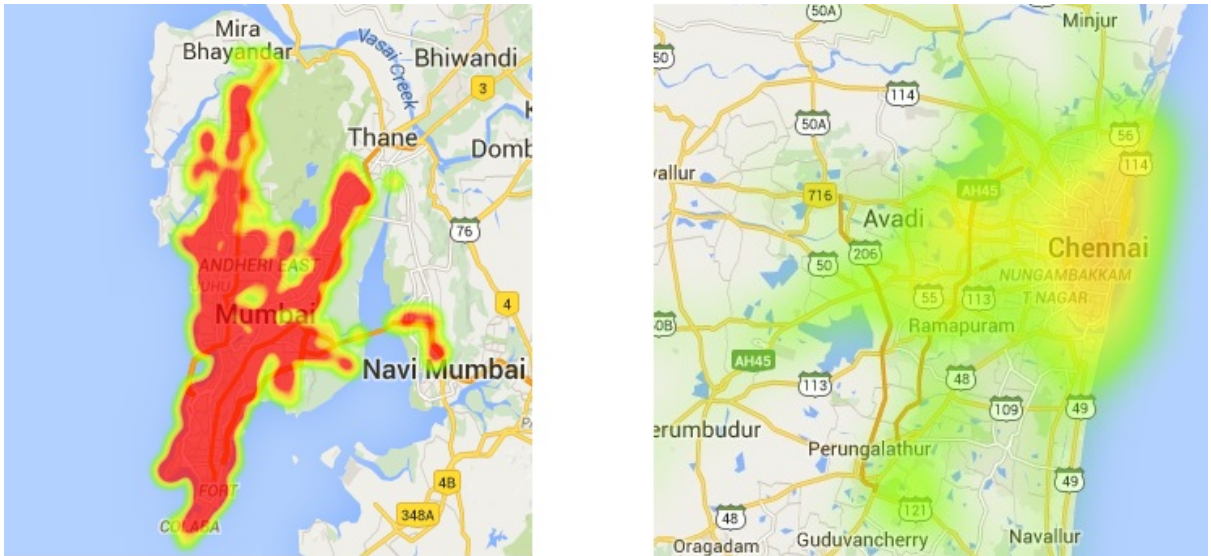 Mira
Bhayandar
Vasai Creek
Bhiwandi
3
Thane
Domb
76
ANDHERI EAST
JUHU
4
Mumbai
Navi Mumbai
4B
FORT
348A
COLABA
50A
Minjur
50
114
50A
56
114
vallur
716
AH45
Avadi
Chennai
206
50
NUNGAMBAKKAM
T NAGAR
55
113
0B
Ramapuram
AH45
113
48
109
49
erumbudur
Perungalathur
49
121
48
Oragadam
Guduvancherry
Navallur